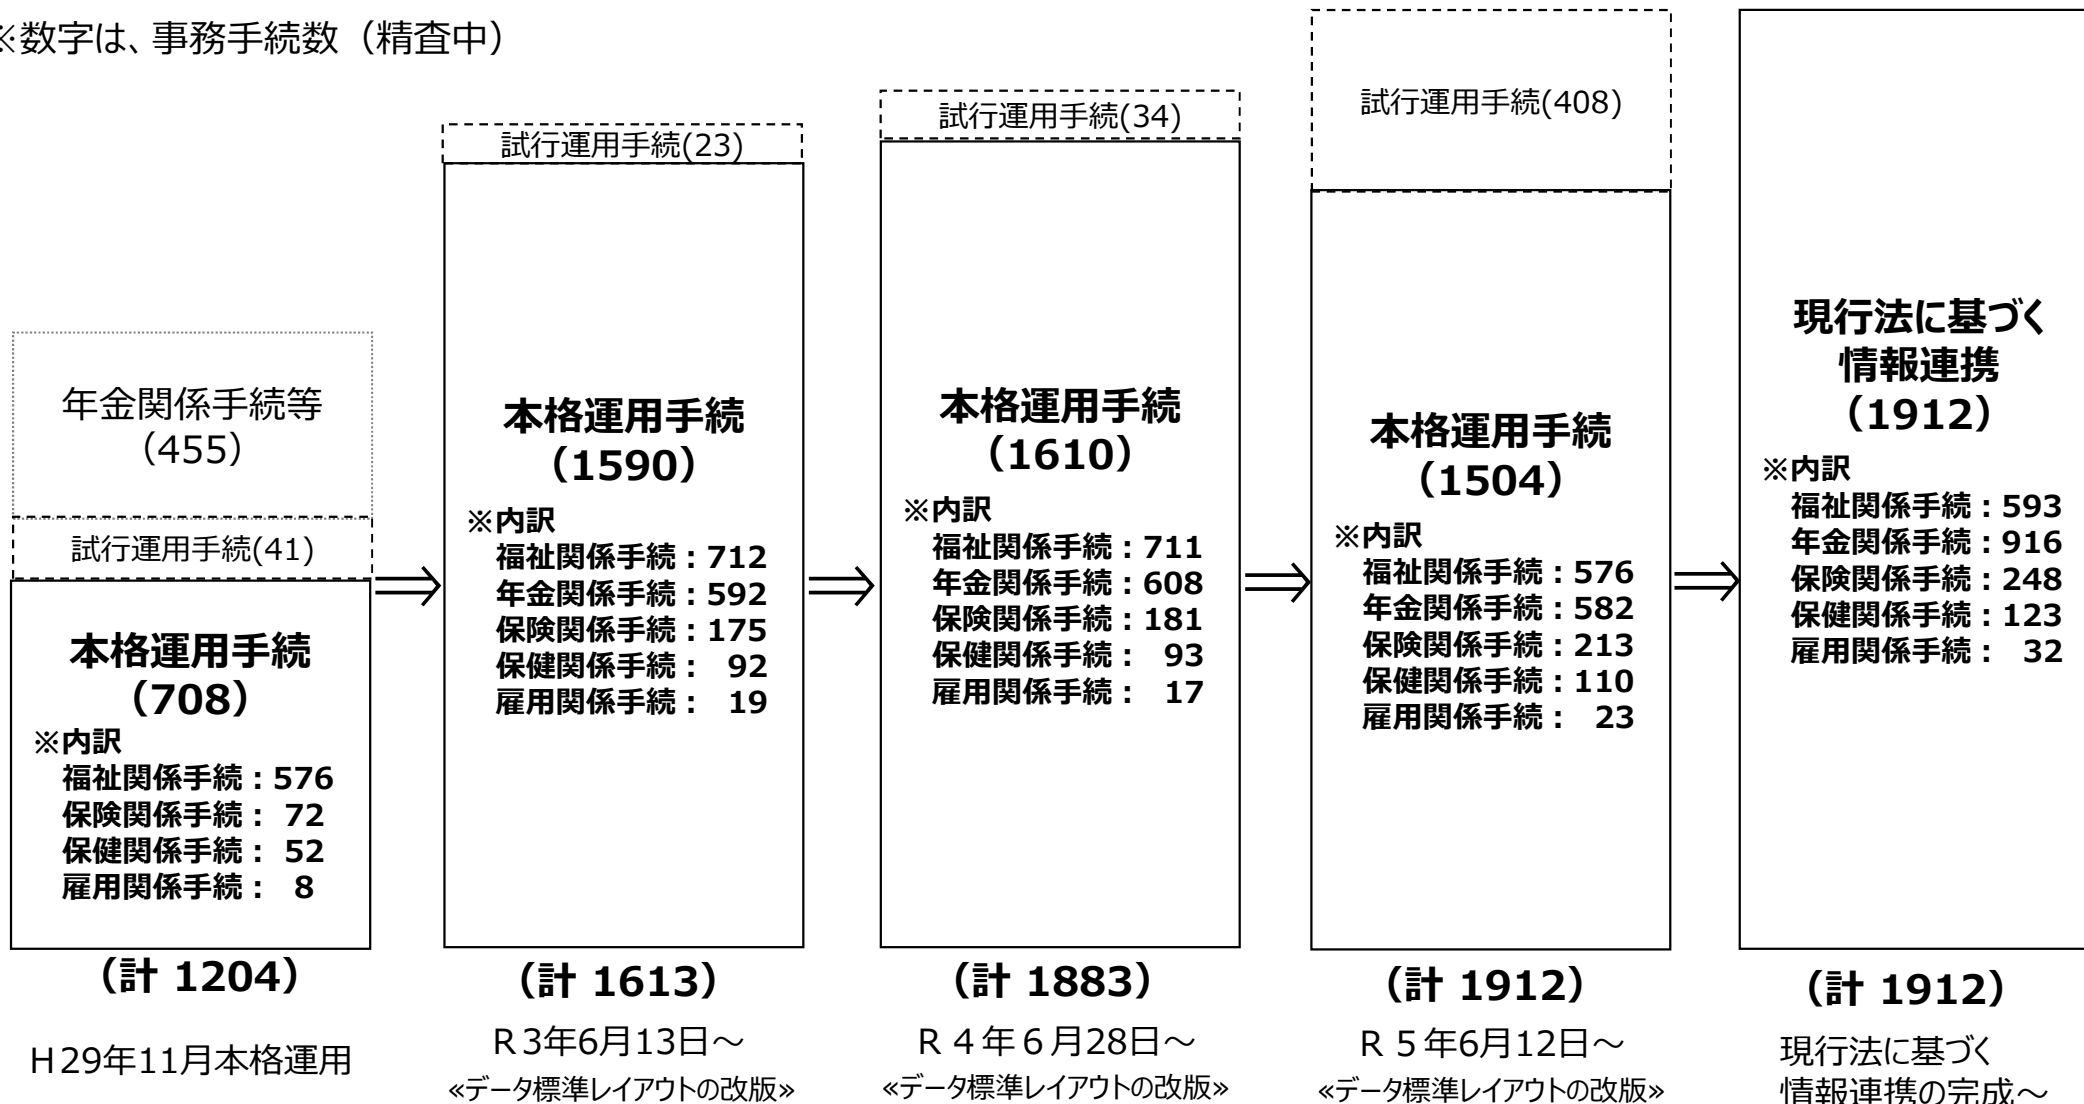 ※数字は、事務手続数（精査中）
年金関係手続等
(455)
試行運用手続(41)
本格運用手続
（708）
※内訳
福祉関係手続：576
保険関係手続： 72
保健関係手続： 52
雇用関係手続： 8
（計 1204）
H29年11月本格運用
試行運用手続(23)
本格運用手続
（1590）
※内訳
福祉関係手続：712
年金関係手続：592
保険関係手続：175
保健関係手続： 92
雇用関係手続： 19
（計 1613）
R3年6月13日～
≪データ標準レイアウトの改版≫
試行運用手続(34)
本格運用手続
（1610）
※内訳
福祉関係手続：711
年金関係手続：608
保険関係手続：181
保健関係手続： 93
雇用関係手続： 17
（計 1883）
R４年６月28日～
≪データ標準レイアウトの改版≫
試行運用手続(408)
本格運用手続
（1504）
※内訳
福祉関係手続：576
年金関係手続：582
保険関係手続：213
保健関係手続：110
雇用関係手続： 23
（計 1912）
R５年6月12日～
≪データ標準レイアウトの改版≫
現行法に基づく
情報連携
（1912）
※内訳
福祉関係手続：593
年金関係手続：916
保険関係手続：248
保健関係手続：123
雇用関係手続： 32
（計 1912）
現行法に基づく
情報連携の完成～